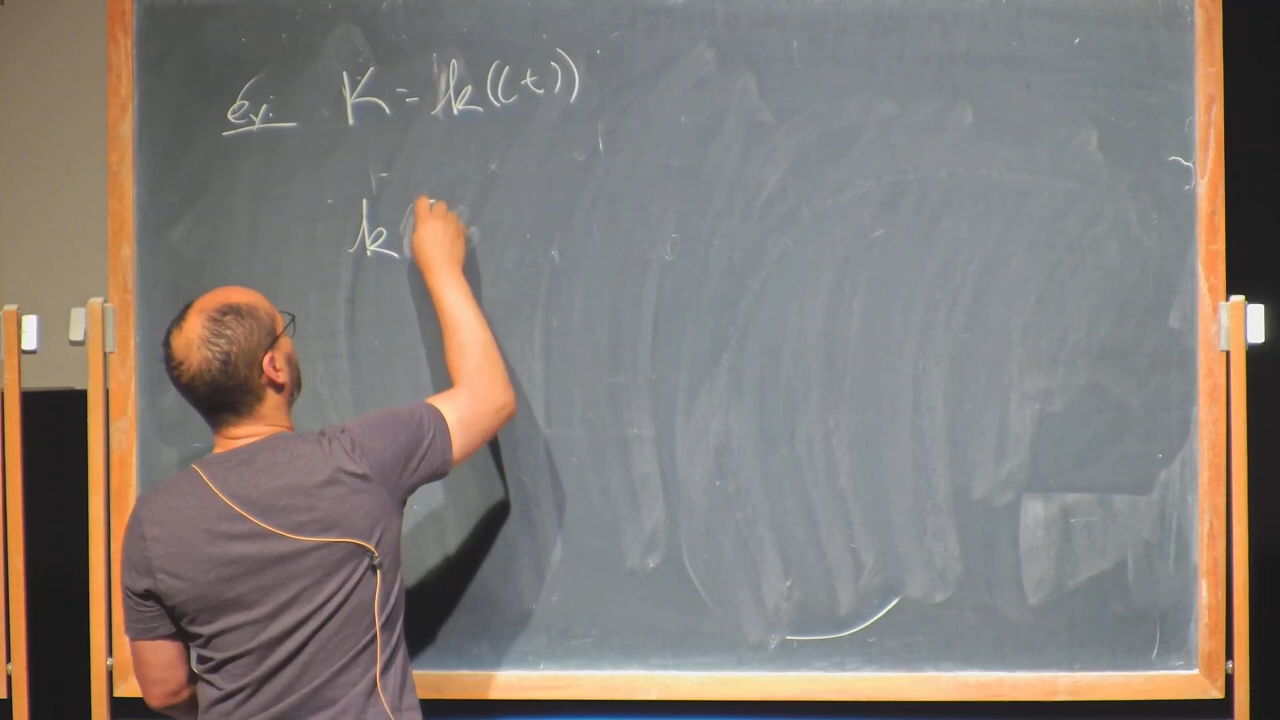 ex: K = k((t))
k